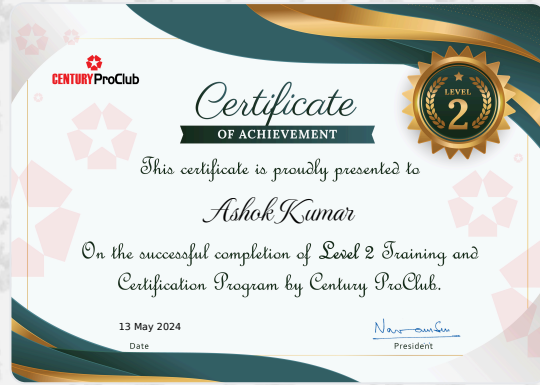 CENTURY ProClub
Certificate
OF ACHIEVEMENT
LEVEL
2
This certificate is proudly presented to
Ashok Kumar
On the successful completion of Level 2 Training and
Certification Program by Century ProClub.
13 May 2024
Date
President